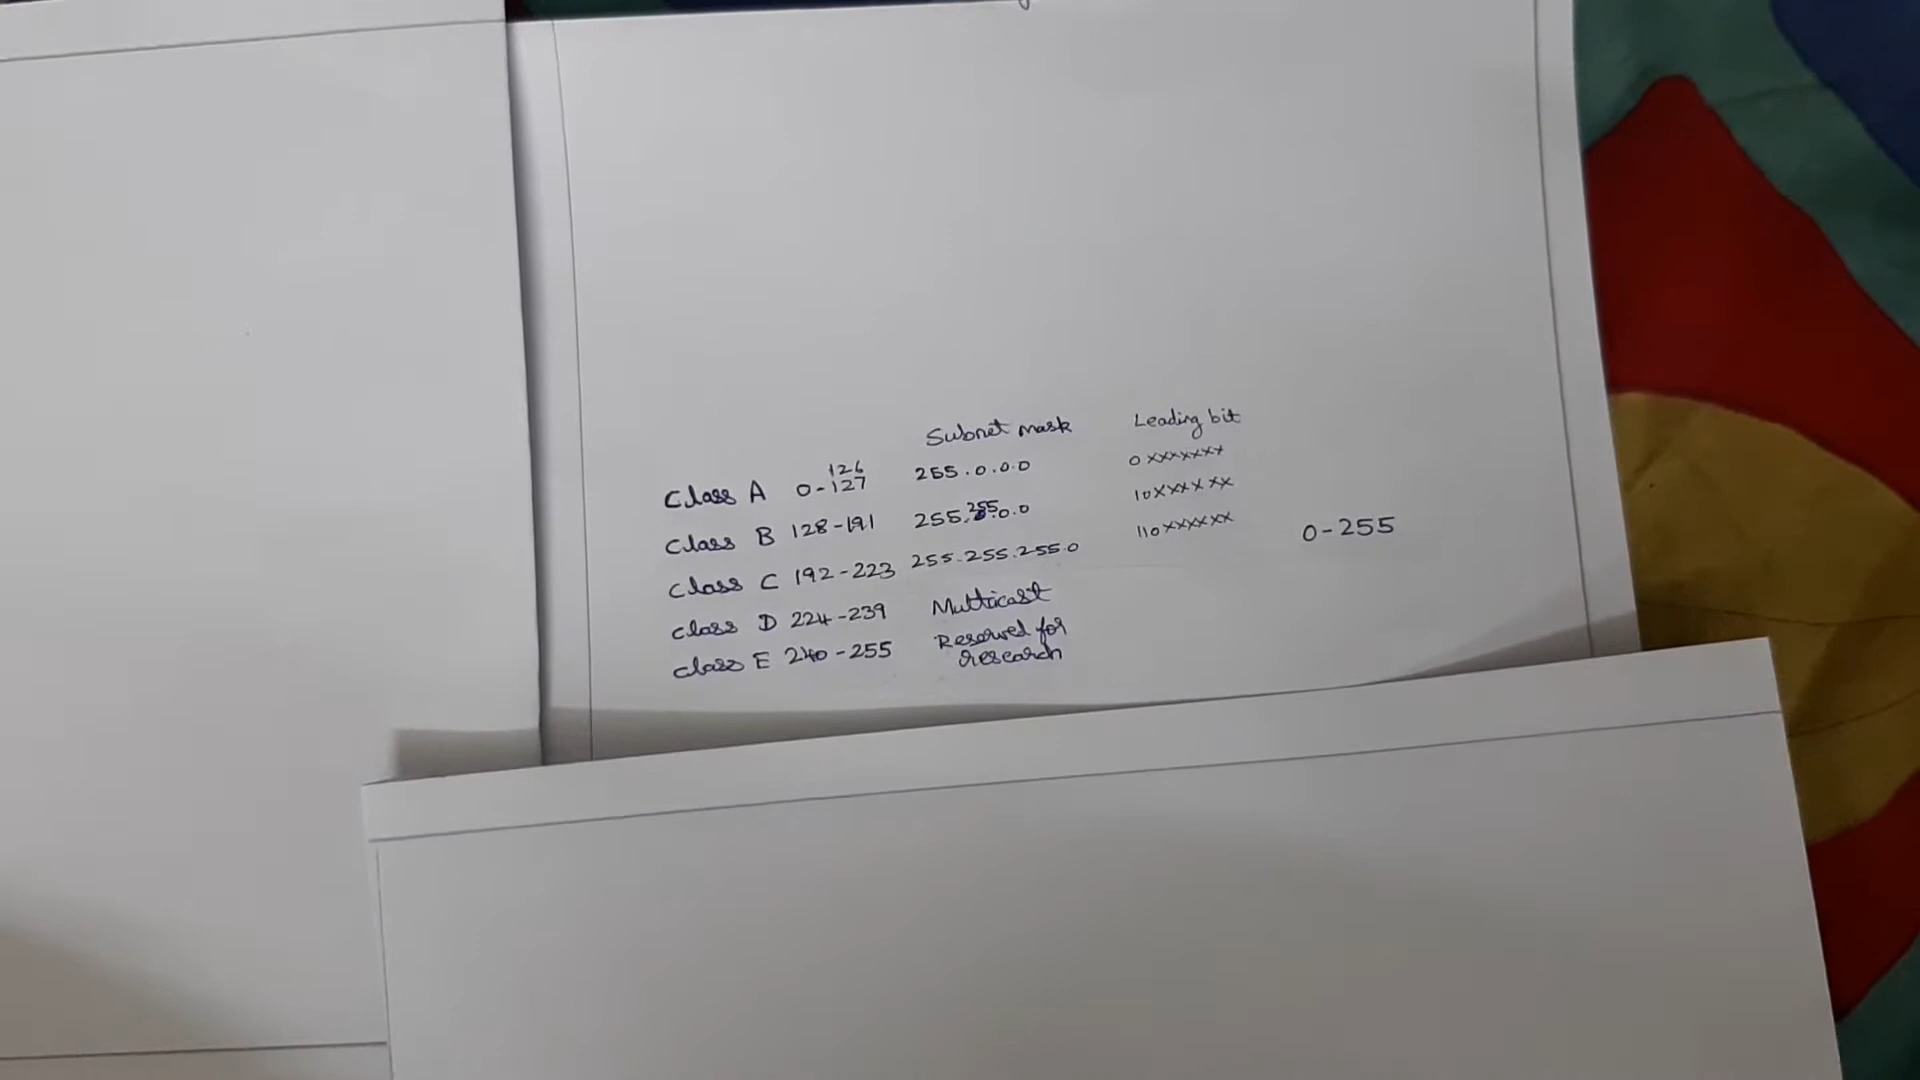 Subnet mask Leading bit
126
Class A 0-127 255.0.0.0 0xxxxxxx
Class B 128-191 255.255.0.0 10xxxxxx
Class C 192-223 255.255.255.0 110xxxxxx 0-255
Class D 224-239 Multicast
Class E 240-255 Reserved for
research